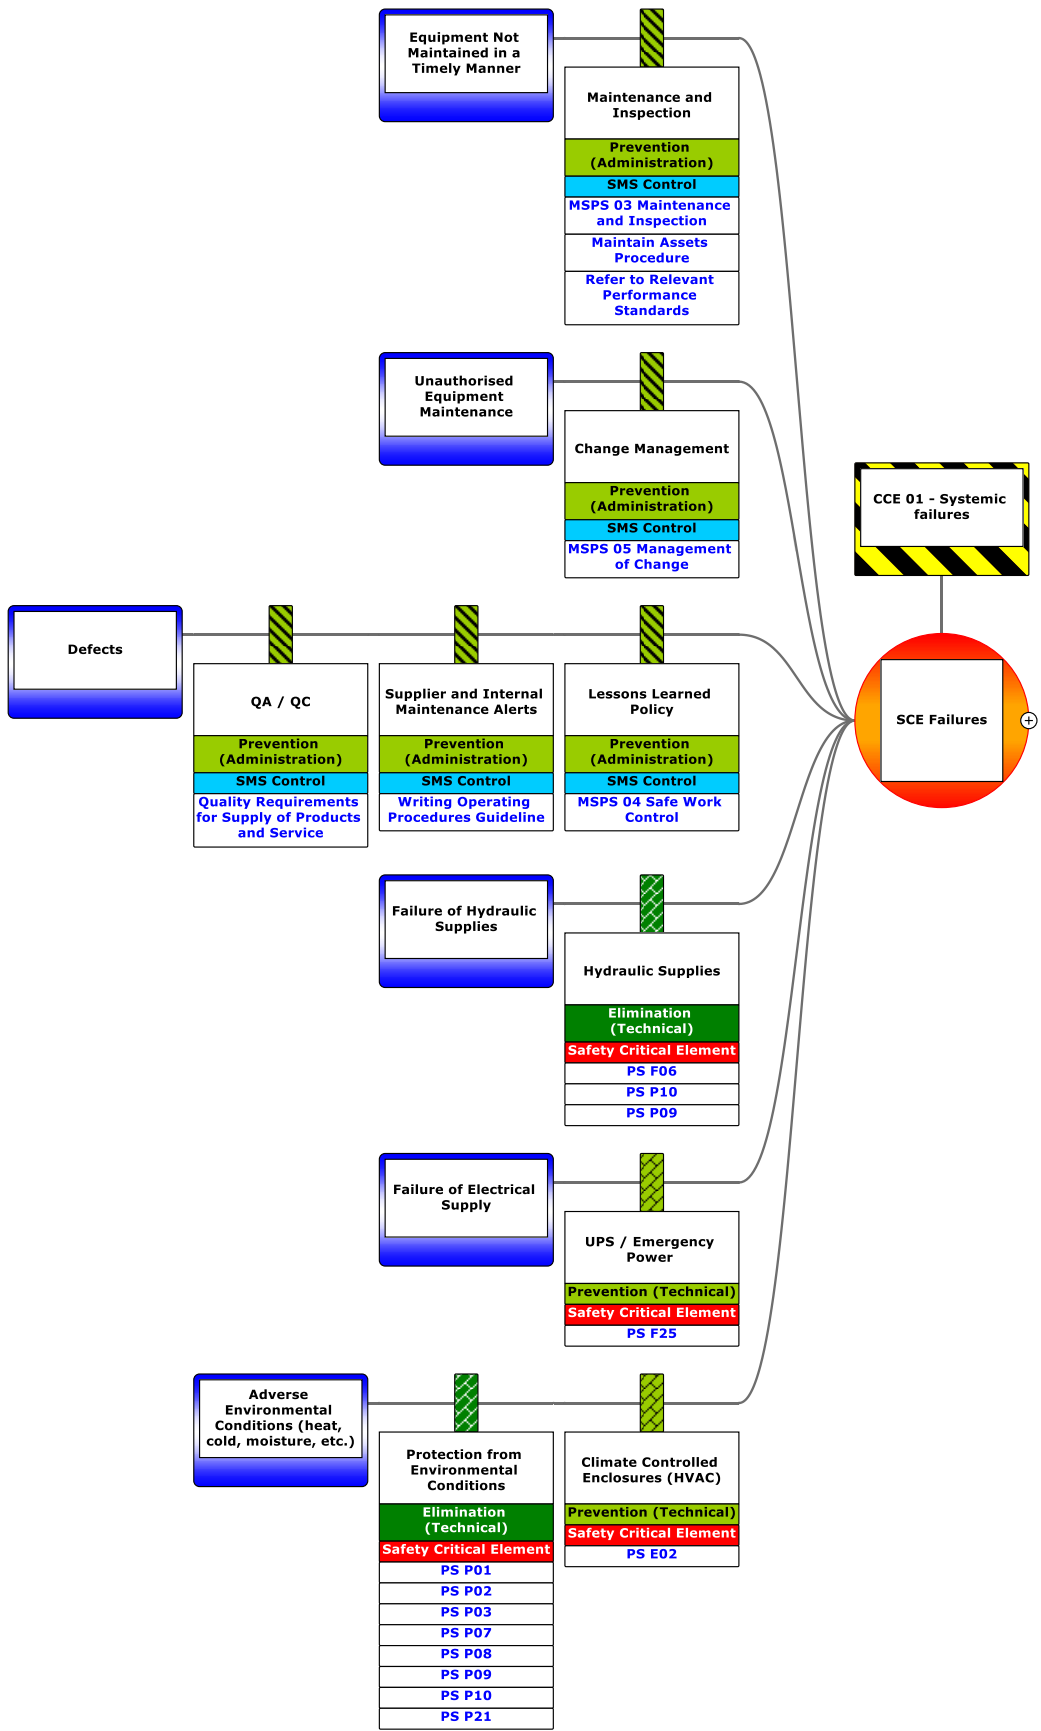 Equipment Not
Maintained in a
Timely Manner
Maintenance and
Inspection
Prevention
(Administration)
SMS Control
MSPS 03 Maintenance
and Inspection
Maintain Assets
Procedure
Refer to Relevant
Performance
Standards
Unauthorised
Equipment
Maintenance
Change Management
Prevention
(Administration)
SMS Control
MSPS 05 Management
of Change
CCE 01 - Systemic
failures
SCE Failures
Defects
QA / QC
Prevention
(Administration)
SMS Control
Quality Requirements
for Supply of Products
and Service
Supplier and Internal
Maintenance Alerts
Prevention
(Administration)
SMS Control
Writing Operating
Procedures Guideline
Lessons Learned
Policy
Prevention
(Administration)
SMS Control
MSPS 04 Safe Work
Control
Failure of Hydraulic
Supplies
Hydraulic Supplies
Elimination
(Technical)
Safety Critical Element
PS F06
PS P10
PS P09
Failure of Electrical
Supply
UPS / Emergency
Power
Prevention (Technical)
Safety Critical Element
PS F25
Adverse
Environmental
Conditions (heat,
cold, moisture, etc.)
Protection from
Environmental
Conditions
Elimination
(Technical)
Safety Critical Element
PS P01
PS P02
PS P03
PS P07
PS P08
PS P09
PS P10
PS P21
Climate Controlled
Enclosures (HVAC)
Prevention (Technical)
Safety Critical Element
PS E02